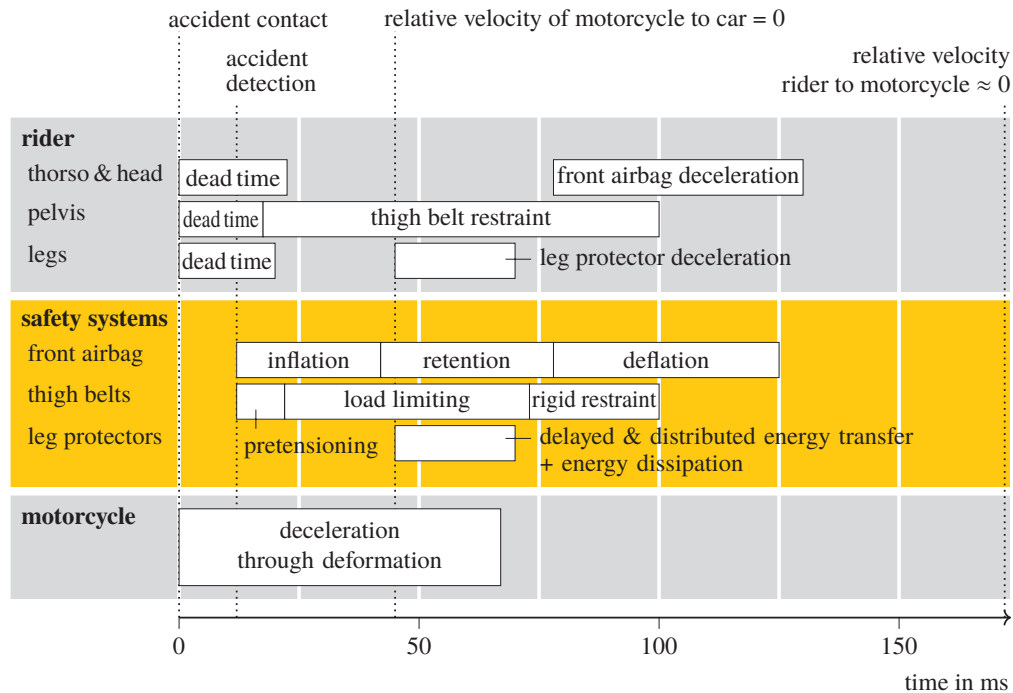 accident contact
relative velocity of motorcycle to car = 0
accident
detection
relative velocity
rider to motorcycle ≈ 0
rider
thorso & head
dead time
front airbag deceleration
pelvis
dead time
thigh belt restraint
legs
dead time
leg protector deceleration
safety systems
front airbag
inflation
retention
deflation
thigh belts
load limiting
rigid restraint
leg protectors
pretensioning
delayed & distributed energy transfer
+ energy dissipation
motorcycle
deceleration
through deformation
0
50
100
150
time in ms